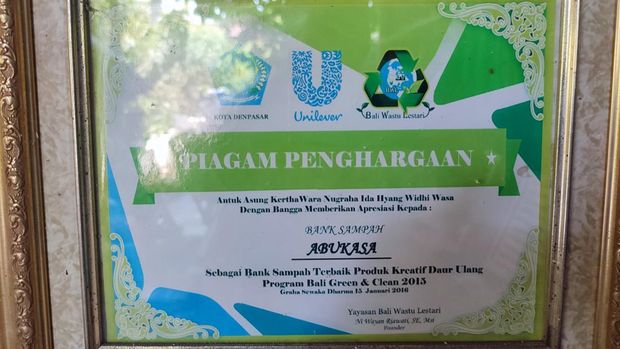 KOTA DENPASAR
Unilever
Bali Wastu Lestari
PIAGAM PENGHARGAAN
Antuk Asung KerthaWara Nugraha Ida Hyang Widhi Wasa
Dengan Bangga Memberikan Apresiasi Kepada :
BANK SAMPAH
ABUKASA
Sebagai Bank Sampah Terbaik Produk Kreatif Daur Ulang
Program Bali Green & Clean 2015
Graha Sewaka Dharma 15 Januari 2016
Yayasan Bali Wastu Lestari
Ni Wayan Riawati, SE, Msi
Founder